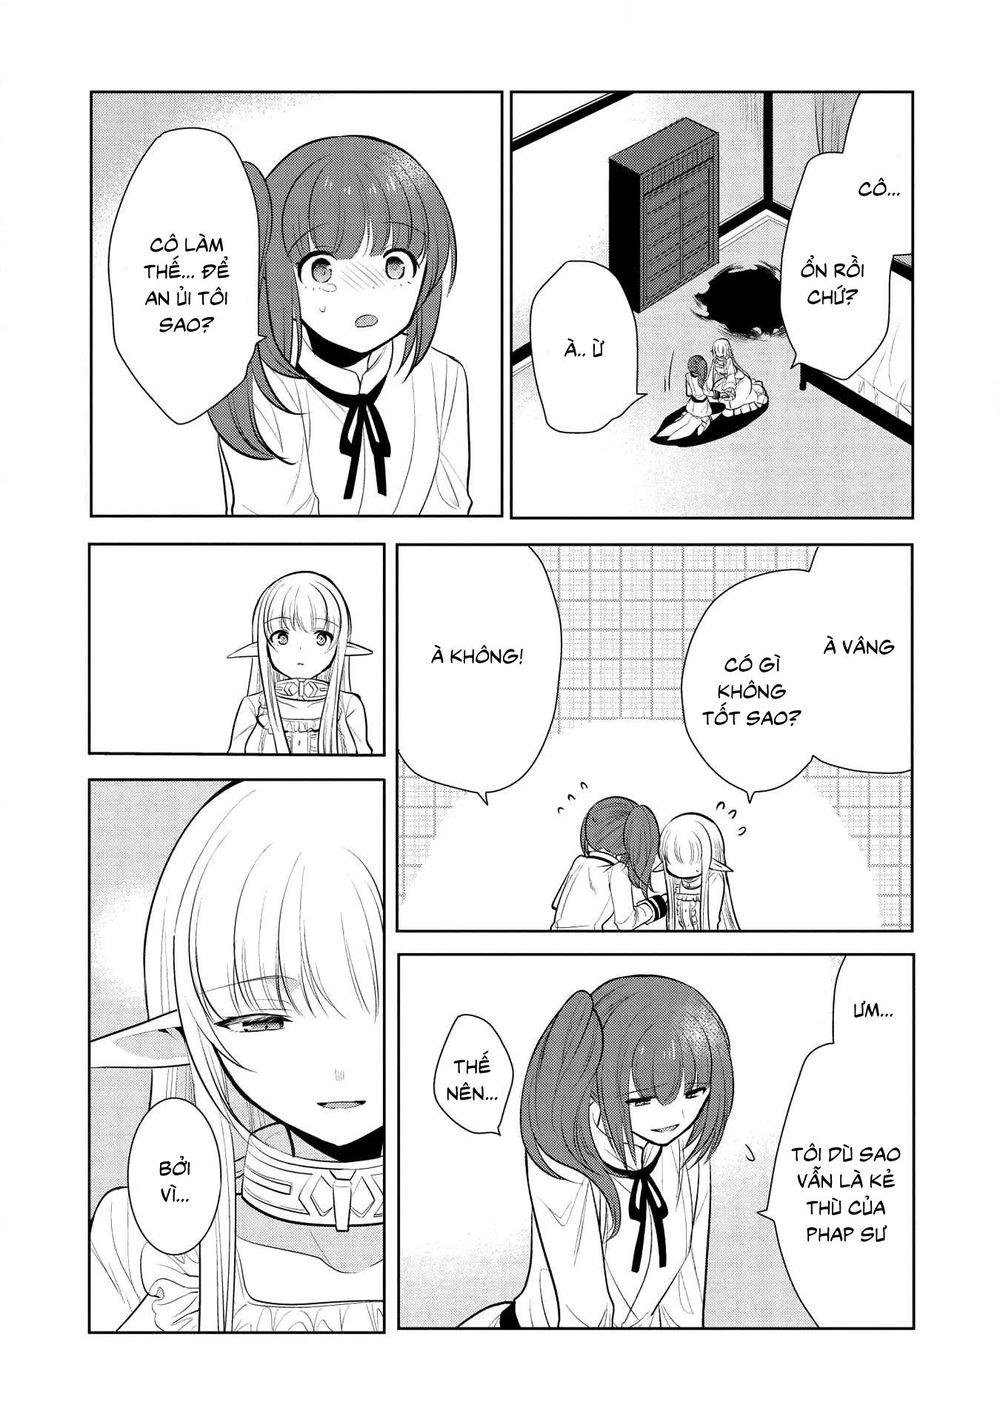 CÔ...
ỔN RỒI
CHỨ?
À.. Ừ
CÔ LÀM
THẾ... ĐỂ
AN ỦI TÔI
SAO?
À VÂNG
CÓ GÌ
KHÔNG
TỐT SAO?
À KHÔNG!
ƯM...
TÔI DÙ SAO
VẪN LÀ KẺ
THÙ CỦA
PHAP SƯ
THẾ
NÊN...
BỞI
VÌ...